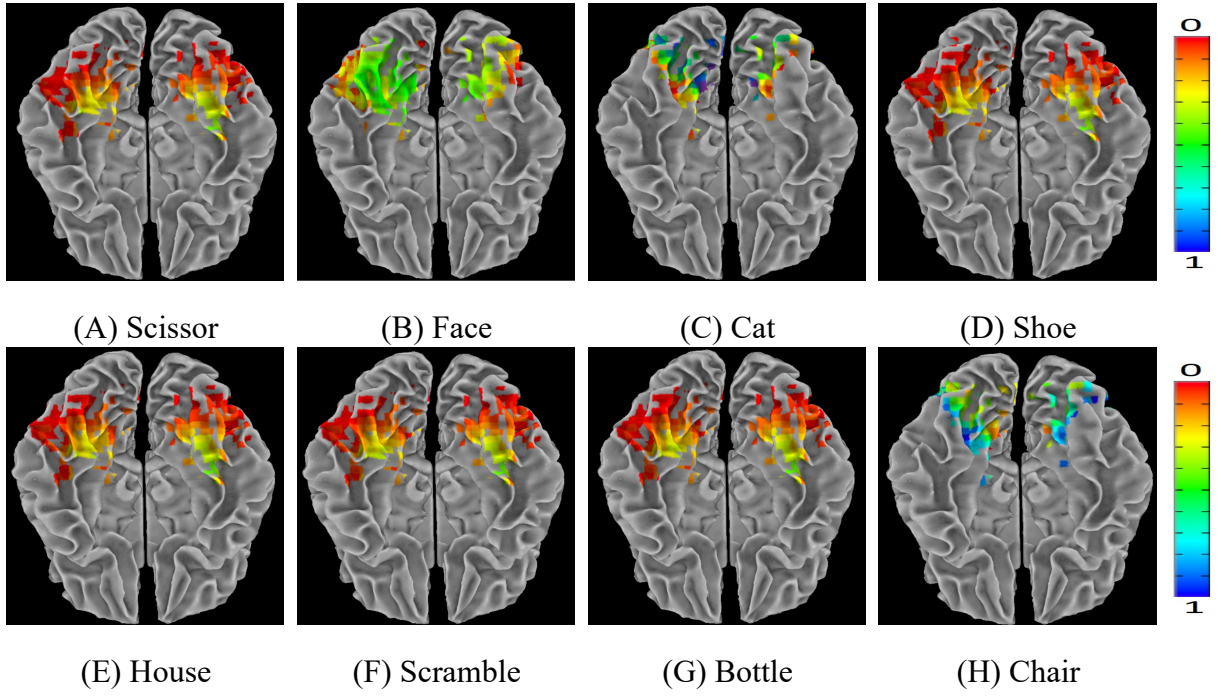 0
1
(A) Scissor (B) Face (C) Cat (D) Shoe
0
1
(E) House (F) Scramble (G) Bottle (H) Chair